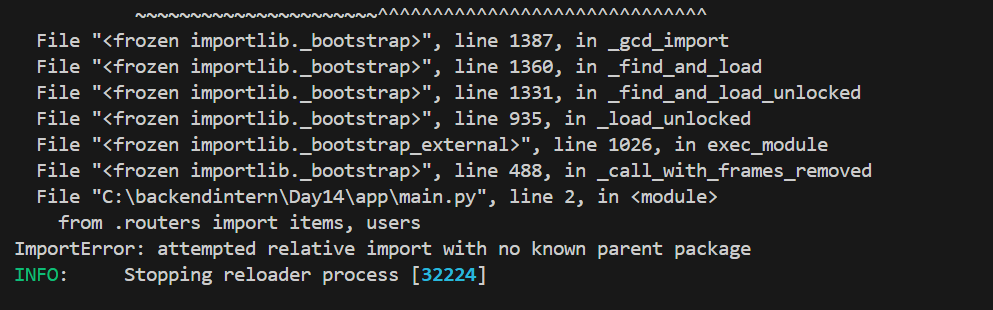 ~~~~~~~~~~~~~~~~~~~~~~^^^^^^^^^^^^^^^^^^^^^^^^^^^^^^
File "<frozen importlib._bootstrap>", line 1387, in _gcd_import
File "<frozen importlib._bootstrap>", line 1360, in _find_and_load
File "<frozen importlib._bootstrap>", line 1331, in _find_and_load_unlocked
File "<frozen importlib._bootstrap>", line 935, in _load_unlocked
File "<frozen importlib._bootstrap_external>", line 1026, in exec_module
File "<frozen importlib._bootstrap>", line 488, in _call_with_frames_removed
File "C:\backendintern\Day14\app\main.py", line 2, in <module>
from .routers import items, users
ImportError: attempted relative import with no known parent package
INFO:     Stopping reloader process [32224]